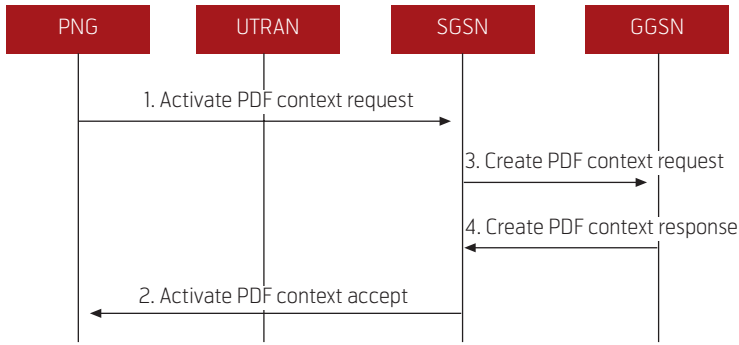 PNG
UTRAN
SGSN
GGSN
1. Activate PDF context request
3. Create PDF context request
4. Create PDF context response
2. Activate PDF context accept